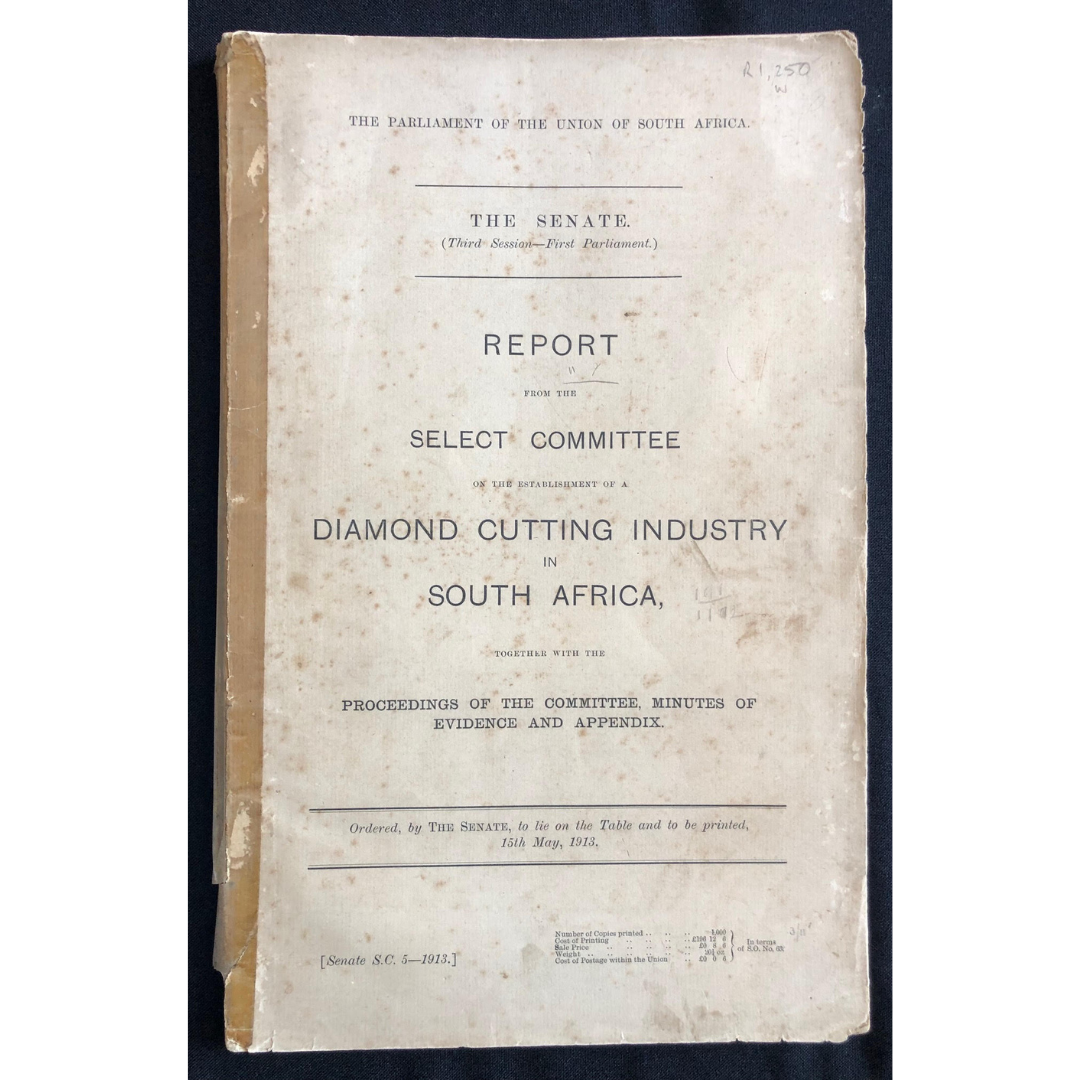 R1,250
W
THE PARLIAMENT OF THE UNION OF SOUTH AFRICA.
THE SENATE.
(Third Session—First Parliament.)
REPORT
FROM THE
SELECT COMMITTEE
ON THE ESTABLISHMENT OF A
DIAMOND CUTTING INDUSTRY
IN
SOUTH AFRICA,
TOGETHER WITH THE
PROCEEDINGS OF THE COMMITTEE, MINUTES OF
EVIDENCE AND APPENDIX.
Ordered, by THE SENATE, to lie on the Table and to be printed,
15th May, 1913.
[Senate S.C. 5—1913.]
Number of Copies printed
Cost of Printing
Sale Price
Weight
Cost of Postage within the Union
In terms
of S.O. No.